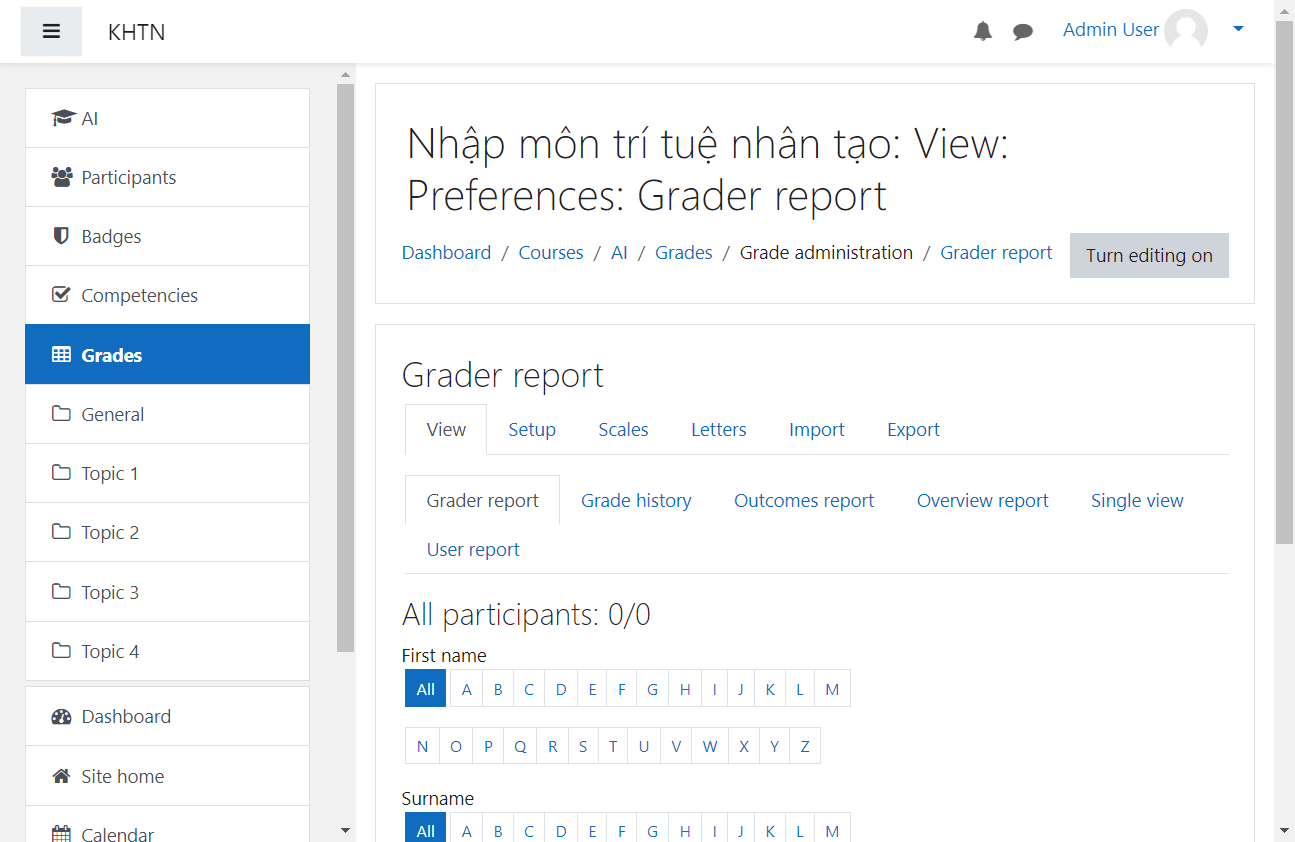 KHTN
Admin User
AI
Participants
Badges
Competencies
Grades
General
Topic 1
Topic 2
Topic 3
Topic 4
Dashboard
Site home
Calendar
Nhập môn trí tuệ nhân tạo: View:
Preferences: Grader report
Dashboard / Courses / AI / Grades / Grade administration / Grader report
Turn editing on
Grader report
View Setup Scales Letters Import Export
Grader report Grade history Outcomes report Overview report Single view
User report
All participants: 0/0
First name
All A B C D E F G H I J K L M
N O P Q R S T U V W X Y Z
Surname
All A B C D E F G H I J K L M